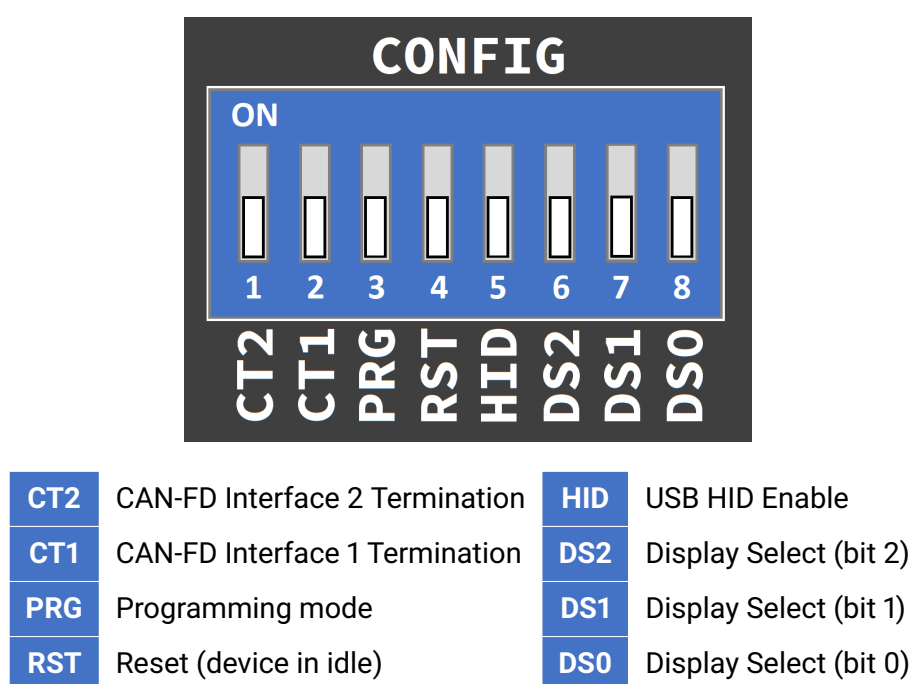 CONFIG
ON
1 2 3 4 5 6 7 8
CT2 CT1 PRG RST HID DS2 DS1 DS0
CT2 CAN-FD Interface 2 Termination
CT1 CAN-FD Interface 1 Termination
PRG Programming mode
RST Reset (device in idle)
HID USB HID Enable
DS2 Display Select (bit 2)
DS1 Display Select (bit 1)
DS0 Display Select (bit 0)